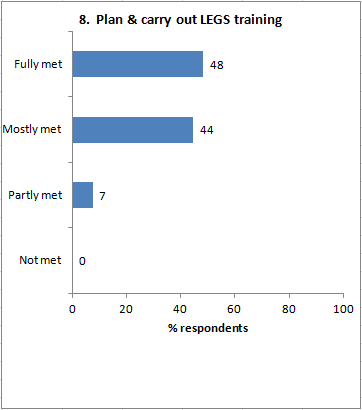 8. Plan & carry out LEGS training
Fully met 48
Mostly met 44
Partly met 7
Not met 0
0 20 40 60 80 100
% respondents